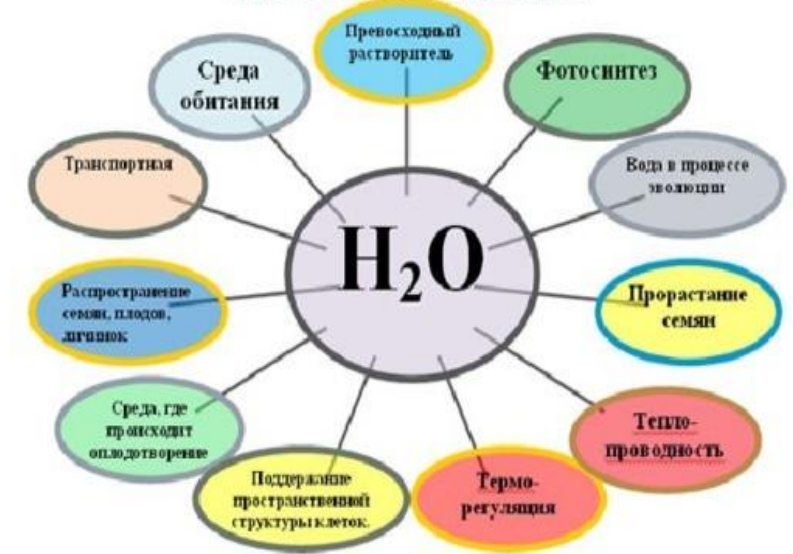 Превосходный
растворитель
Фотосинтез
Вода в процессе
эволюции
Прорастание
семян
Тепло-
проводность
Термо-
регуляция
Поддержание
пространственной
структуры клеток.
Среда, где
происходит
оплодотворение
Распространение
семян, плодов,
личинок
Транспортная
Среда
обитания
H₂O